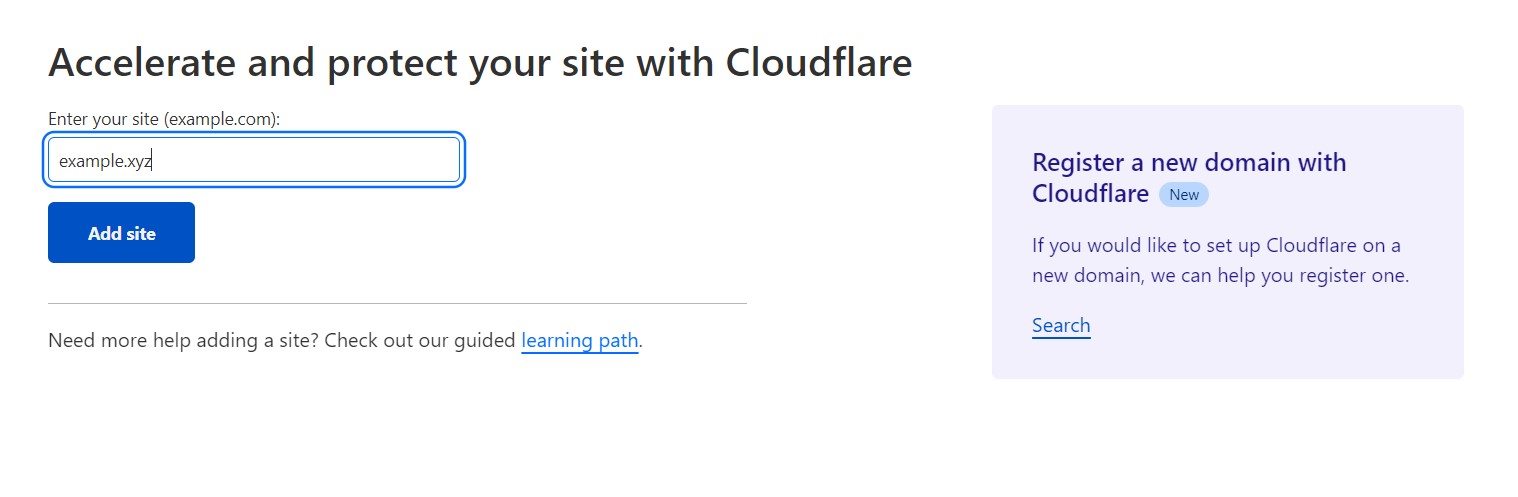 Accelerate and protect your site with Cloudflare
Enter your site (example.com):
example.xyz
Add site
Need more help adding a site? Check out our guided learning path.
Register a new domain with
Cloudflare New
If you would like to set up Cloudflare on a
new domain, we can help you register one.
Search